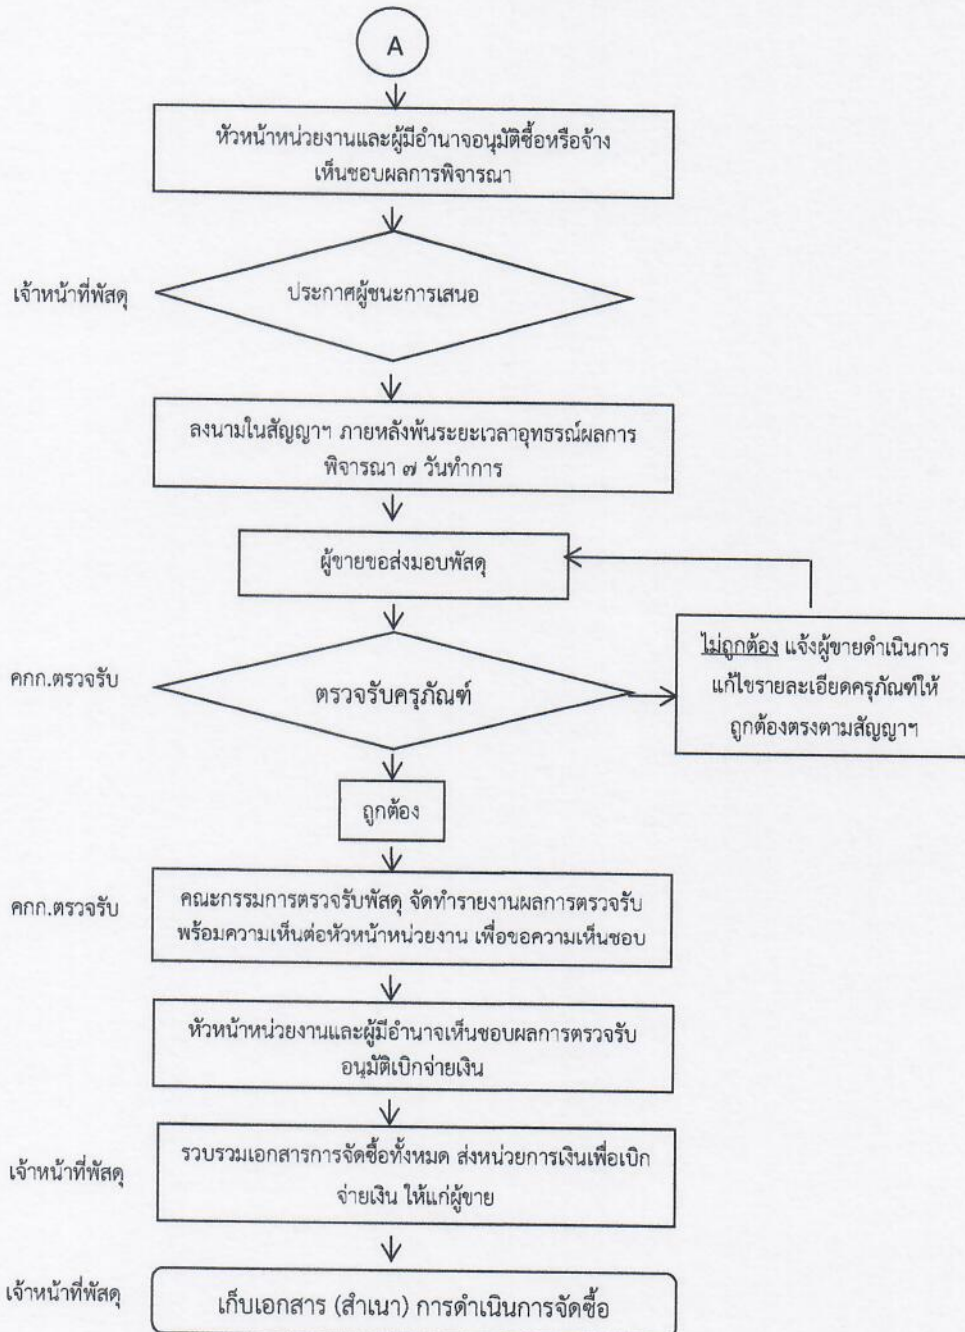 A
หัวหน้าหน่วยงานและผู้มีอำนาจอนุมัติซื้อหรือจ้าง
เห็นชอบผลการพิจารณา
เจ้าหน้าที่พัสดุ
ประกาศผู้ชนะการเสนอ
ลงนามในสัญญาฯ ภายหลังพ้นระยะเวลาอุทธรณ์ผลการ
พิจารณา ๗ วันทำการ
ผู้ขายขอส่งมอบพัสดุ
คกก.ตรวจรับ
ตรวจรับครุภัณฑ์
ไม่ถูกต้อง แจ้งผู้ขายดำเนินการ
แก้ไขรายละเอียดครุภัณฑ์ให้
ถูกต้องตรงตามสัญญาฯ
ถูกต้อง
คกก.ตรวจรับ
คณะกรรมการตรวจรับพัสดุ จัดทำรายงานผลการตรวจรับ
พร้อมความเห็นต่อหัวหน้าหน่วยงาน เพื่อขอความเห็นชอบ
หัวหน้าหน่วยงานและผู้มีอำนาจเห็นชอบผลการตรวจรับ
อนุมัติเบิกจ่ายเงิน
เจ้าหน้าที่พัสดุ
รวบรวมเอกสารการจัดซื้อทั้งหมด ส่งหน่วยการเงินเพื่อเบิก
จ่ายเงิน ให้แก่ผู้ขาย
เจ้าหน้าที่พัสดุ
เก็บเอกสาร (สำเนา) การดำเนินการจัดซื้อ